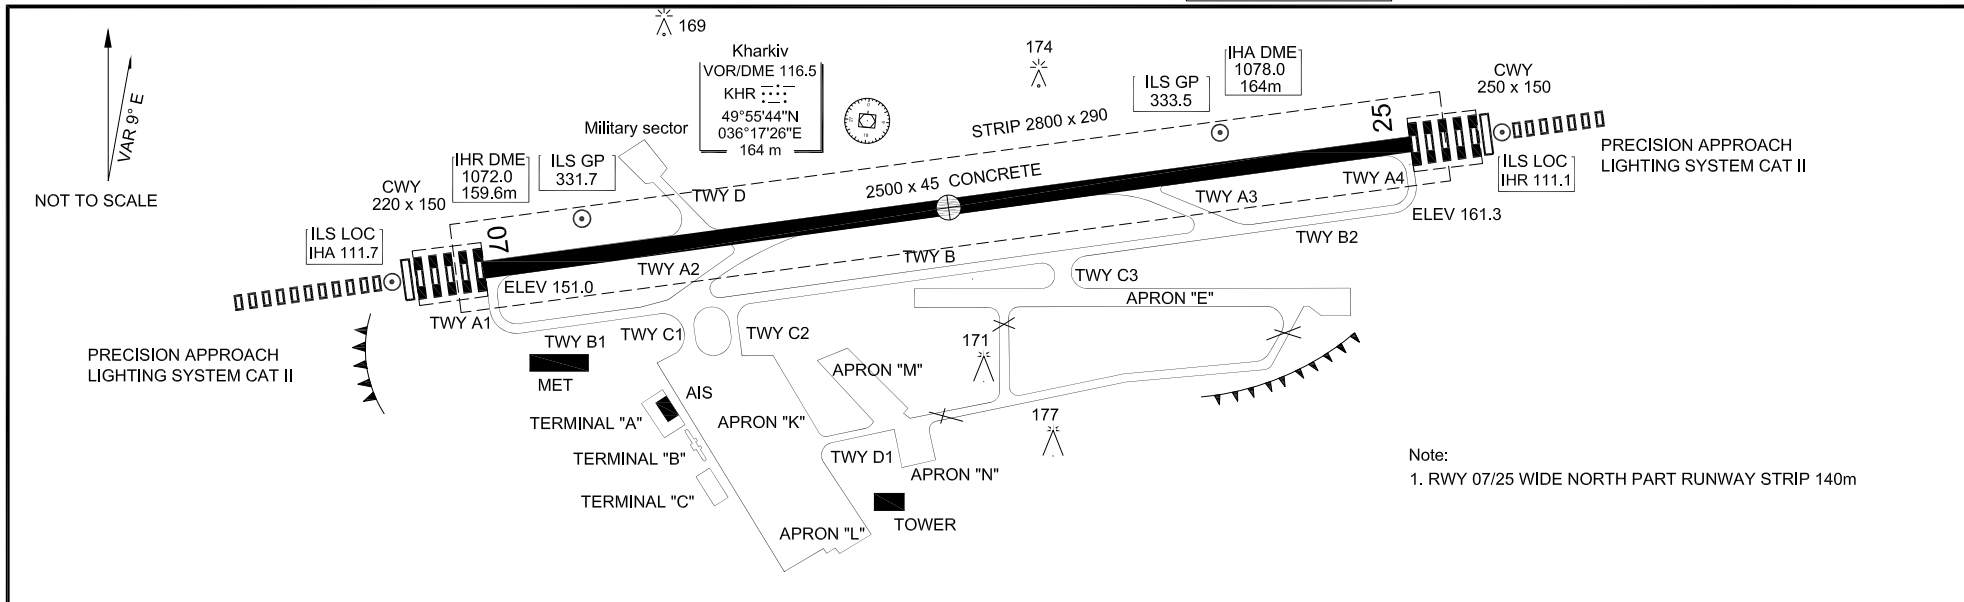 169
Kharkiv
VOR/DME 116.5
KHR
49°55'44"N
036°17'26"E
164 m
174
IHA DME
1078.0
164m
ILS GP
333.5
CWY
250 x 150
25
STRIP 2800 x 290
PRECISION APPROACH
LIGHTING SYSTEM CAT II
ILS LOC
IHR 111.1
VAR 9° E
NOT TO SCALE
Military sector
IHR DME
1072.0
159.6m
ILS GP
331.7
CWY
220 x 150
ILS LOC
IHA 111.7
07
TWY D
2500 x 45 CONCRETE
TWY A3
TWY A4
ELEV 161.3
TWY B2
TWY B
TWY A2
ELEV 151.0
TWY C3
APRON "E"
TWY A1
TWY B1
TWY C1
TWY C2
PRECISION APPROACH
LIGHTING SYSTEM CAT II
MET
171
APRON "M"
AIS
TERMINAL "A"
APRON "K"
177
TERMINAL "B"
TWY D1
APRON "N"
TERMINAL "C"
TOWER
APRON "L"
Note:
1. RWY 07/25 WIDE NORTH PART RUNWAY STRIP 140m